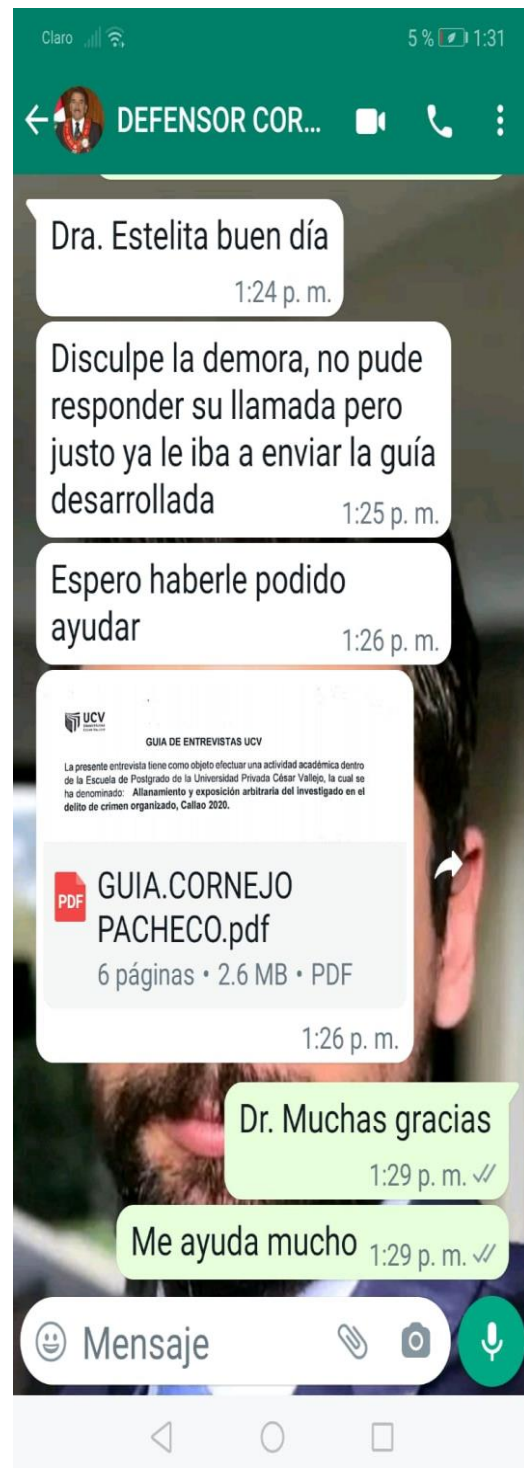 Claro 5 % 1:31
DEFENSOR COR...
Dra. Estelita buen día
1:24 p. m.
Disculpe la demora, no pude
responder su llamada pero
justo ya le iba a enviar la guía
desarrollada 1:25 p. m.
Espero haberle podido
ayudar 1:26 p. m.
UCV
GUIA DE ENTREVISTAS UCV
La presente entrevista tiene como objeto efectuar una actividad académica dentro
de la Escuela de Postgrado de la Universidad Privada César Vallejo, la cual se
ha denominado: Allanamiento y exposición arbitraria del investigado en el
delito de crimen organizado, Callao 2020.
PDF GUIA.CORNEJO
PACHECO.pdf
6 páginas • 2.6 MB • PDF
1:26 p. m.
Dr. Muchas gracias
1:29 p. m.
Me ayuda mucho 1:29 p. m.
Mensaje